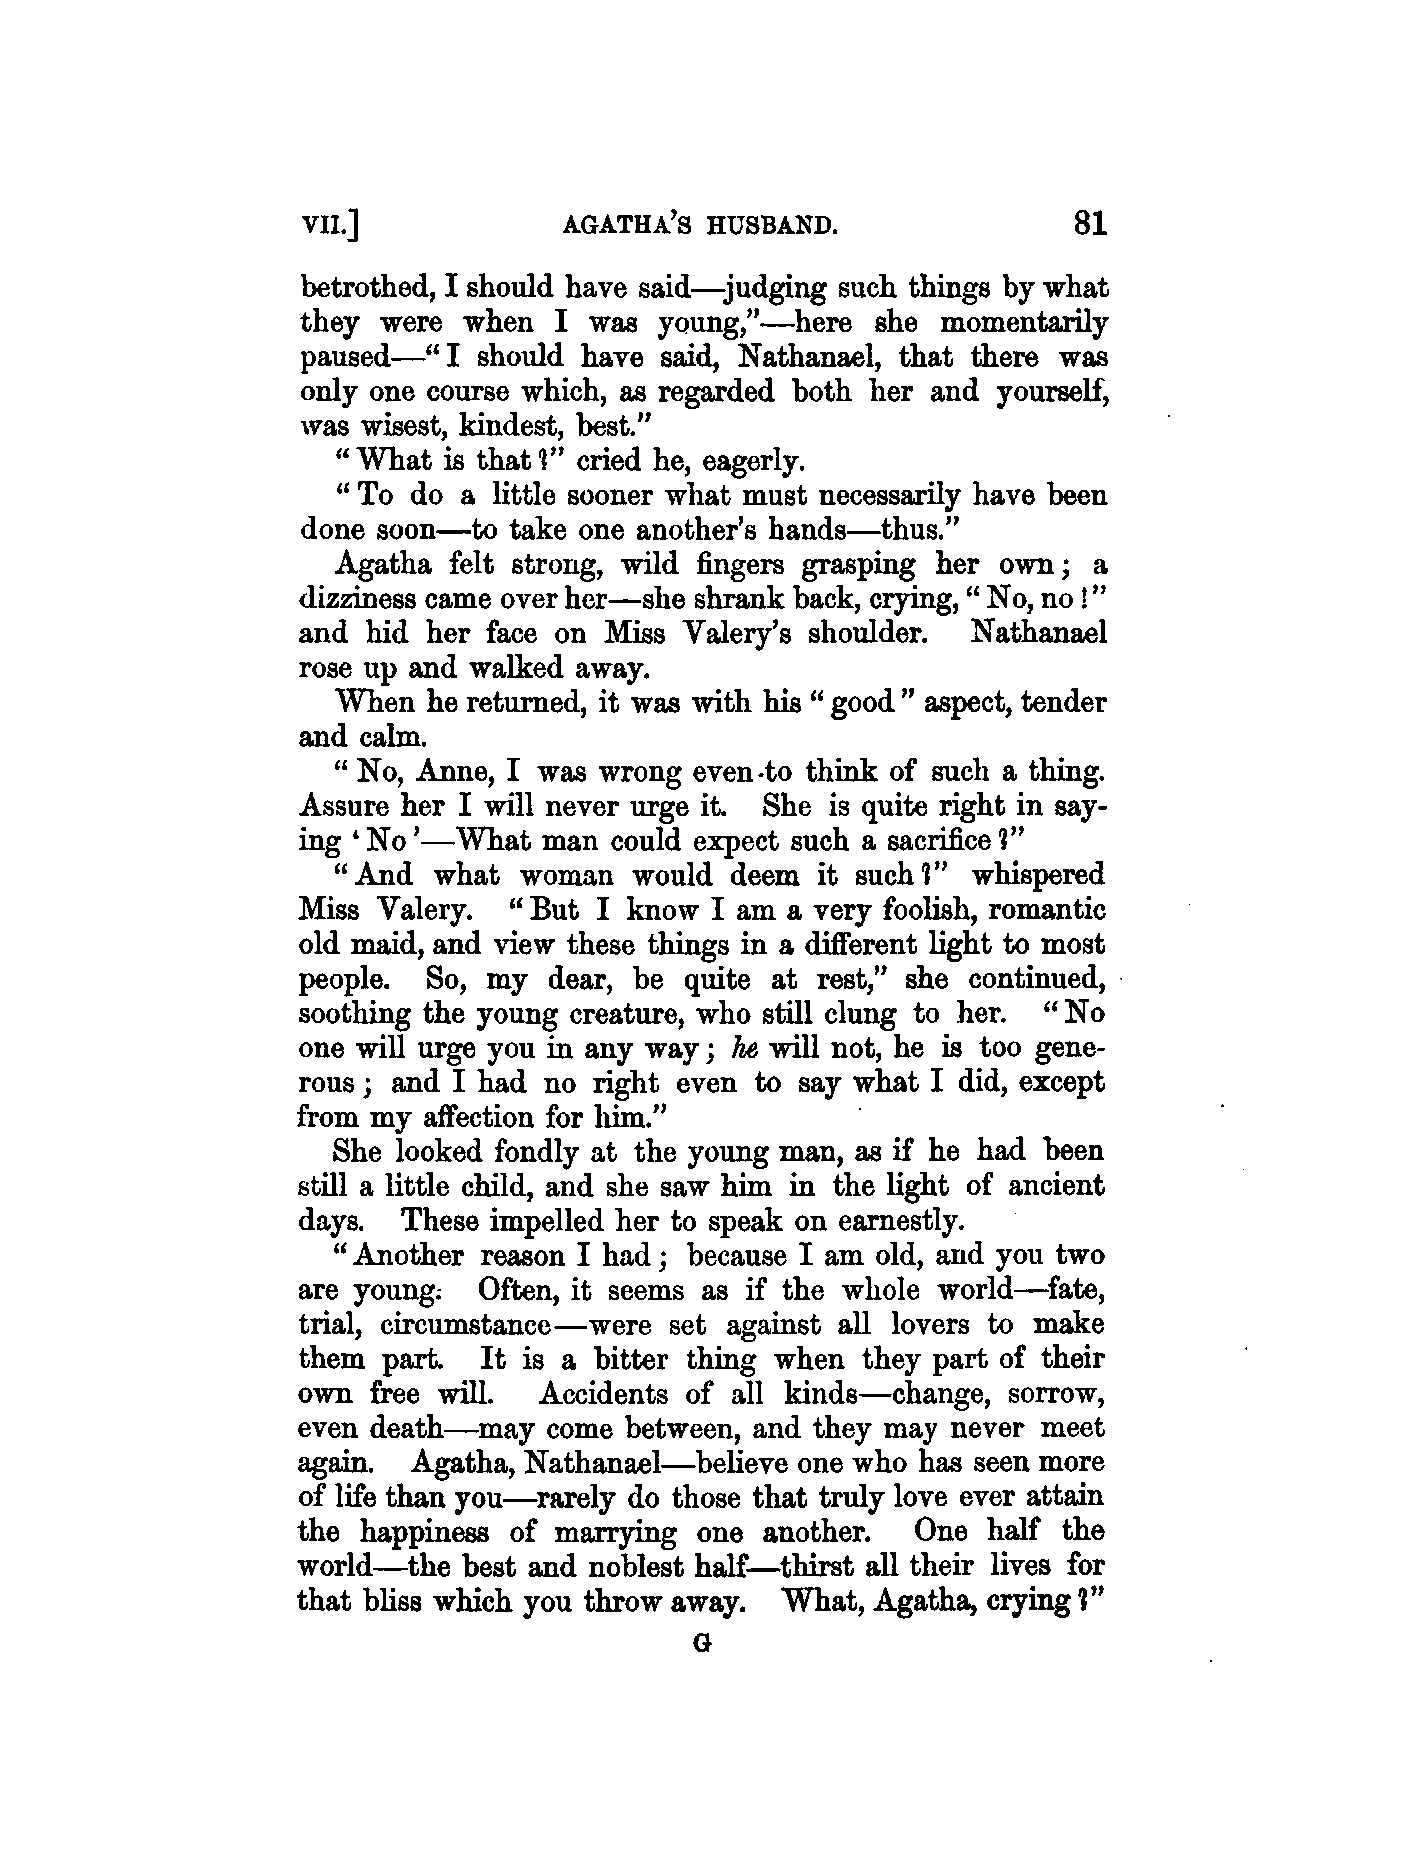 VII.] AGATHA'S HUSBAND. 81
betrothed, I should have said—judging such things by what
they were when I was young,"—here she momentarily
paused—"I should have said, Nathanael, that there was
only one course which, as regarded both her and yourself,
was wisest, kindest, best."
"What is that?" cried he, eagerly.
"To do a little sooner what must necessarily have been
done soon—to take one another's hands—thus."
Agatha felt strong, wild fingers grasping her own; a
dizziness came over her—she shrank back, crying, "No, no!"
and hid her face on Miss Valery's shoulder. Nathanael
rose up and walked away.
When he returned, it was with his "good" aspect, tender
and calm.
"No, Anne, I was wrong even to think of such a thing.
Assure her I will never urge it. She is quite right in say-
ing 'No'—What man could expect such a sacrifice?"
"And what woman would deem it such?" whispered
Miss Valery. "But I know I am a very foolish, romantic
old maid, and view these things in a different light to most
people. So, my dear, be quite at rest," she continued,
soothing the young creature, who still clung to her. "No
one will urge you in any way; he will not, he is too gene-
rous; and I had no right even to say what I did, except
from my affection for him."
She looked fondly at the young man, as if he had been
still a little child, and she saw him in the light of ancient
days. These impelled her to speak on earnestly.
"Another reason I had; because I am old, and you two
are young. Often, it seems as if the whole world—fate,
trial, circumstance—were set against all lovers to make
them part. It is a bitter thing when they part of their
own free will. Accidents of all kinds—change, sorrow,
even death—may come between, and they may never meet
again. Agatha, Nathanael—believe one who has seen more
of life than you—rarely do those that truly love ever attain
the happiness of marrying one another. One half the
world—the best and noblest half—thirst all their lives for
that bliss which you throw away. What, Agatha, crying?"
G